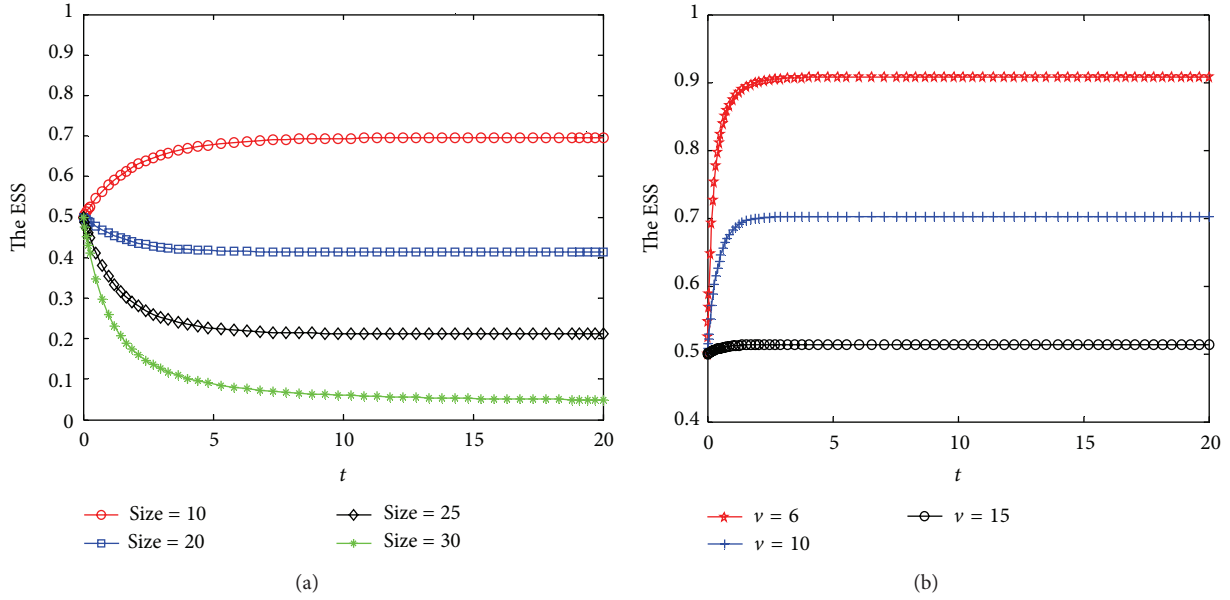 The ESS
1
0.9
0.8
0.7
0.6
0.5
0.4
0.3
0.2
0.1
0
0
5
10
15
20
t
Size = 10
Size = 20
Size = 25
Size = 30
(a)
The ESS
1
0.9
0.8
0.7
0.6
0.5
0.4
0
5
10
15
20
t
v = 6
v = 10
v = 15
(b)